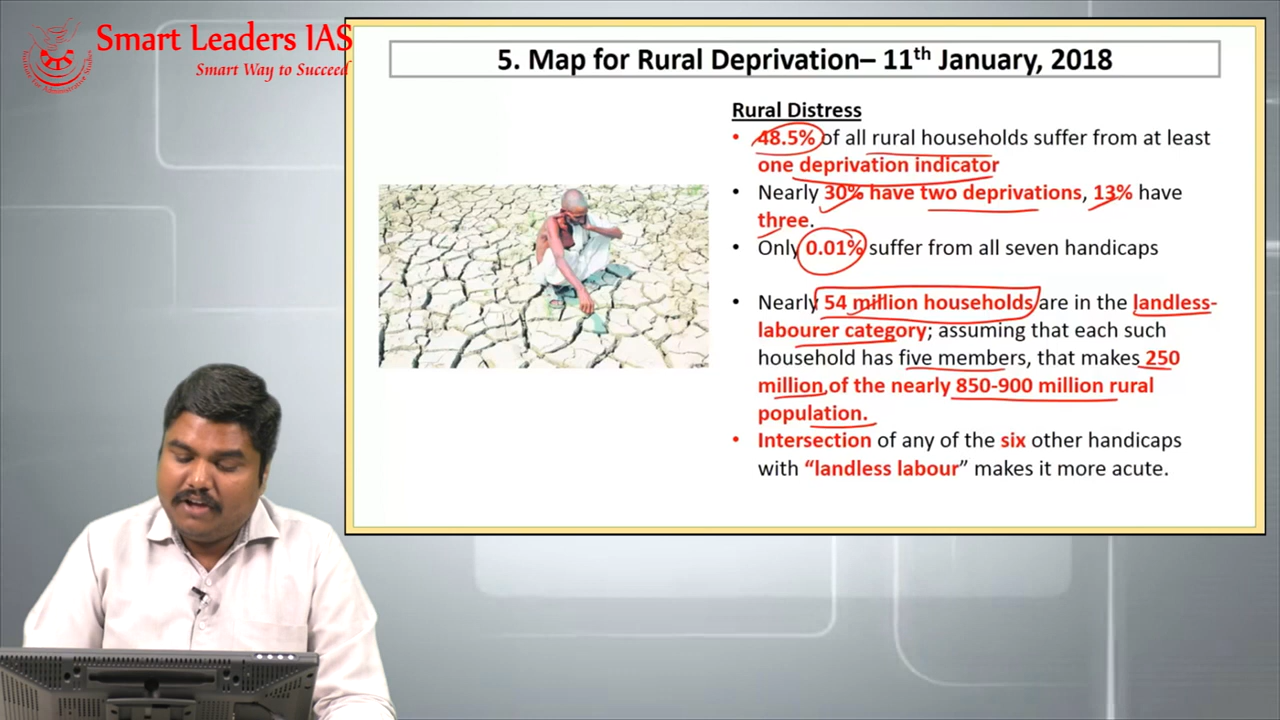 Smart Leaders IAS
Smart Way to Succeed
5. Map for Rural Deprivation– 11th January, 2018
Rural Distress
• 48.5% of all rural households suffer from at least
one deprivation indicator
• Nearly 30% have two deprivations, 13% have
three.
• Only 0.01% suffer from all seven handicaps
• Nearly 54 million households are in the landless-
labourer category; assuming that each such
household has five members, that makes 250
million of the nearly 850-900 million rural
population.
• Intersection of any of the six other handicaps
with “landless labour” makes it more acute.